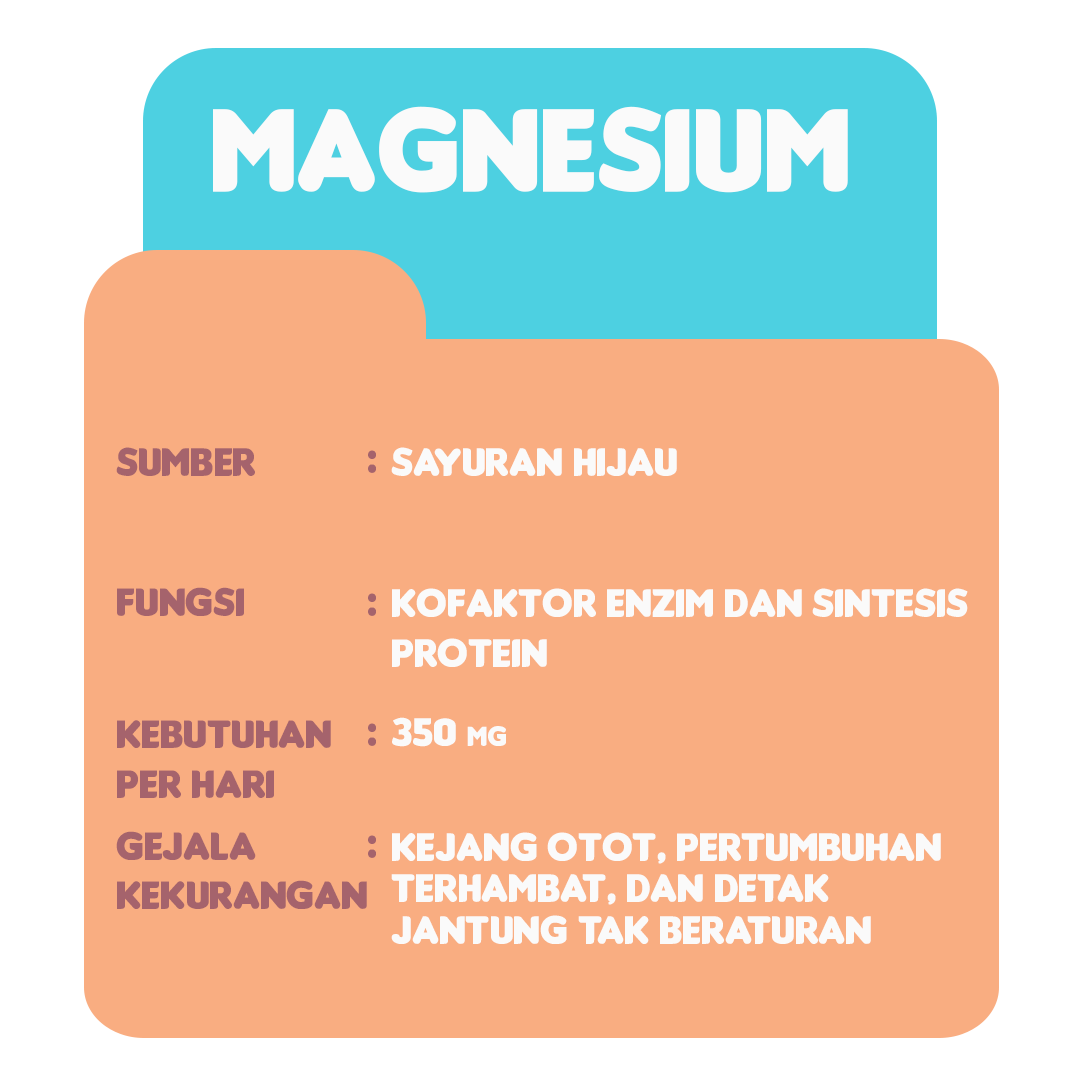 MAGNESIUM
SUMBER : SAYURAN HIJAU
FUNGSI : KOFAKTOR ENZIM DAN SINTESIS
PROTEIN
KEBUTUHAN : 350 MG
PER HARI
GEJALA : KEJANG OTOT, PERTUMBUHAN
KEKURANGAN TERHAMBAT, DAN DETAK
JANTUNG TAK BERATURAN